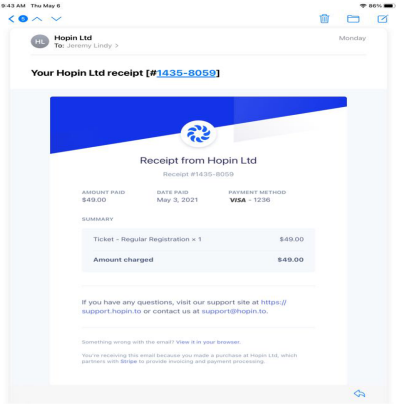 9:43 AM Thu May 6
86%
6
HL
Hopin Ltd
Monday
To: Jeremy Lindy >
Your Hopin Ltd receipt [#1435-8059]
Receipt from Hopin Ltd
Receipt #1435-8059
AMOUNT PAID DATE PAID PAYMENT METHOD
$49.00 May 3, 2021 VISA - 1236
SUMMARY
Ticket – Regular Registration × 1 $49.00
Amount charged $49.00
If you have any questions, visit our support site at https://
support.hopin.to or contact us at support@hopin.to.
Something wrong with the email? View it in your browser.
You're receiving this email because you made a purchase at Hopin Ltd, which
partners with Stripe to provide invoicing and payment processing.